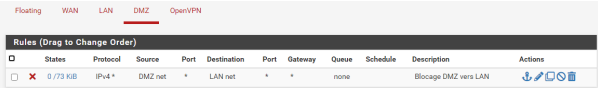 Floating WAN LAN DMZ OpenVPN
Rules (Drag to Change Order)
States Protocol Source Port Destination Port Gateway Queue Schedule Description Actions
0 /73 KiB IPv4 * DMZ net * LAN net * * none Blocage DMZ vers LAN